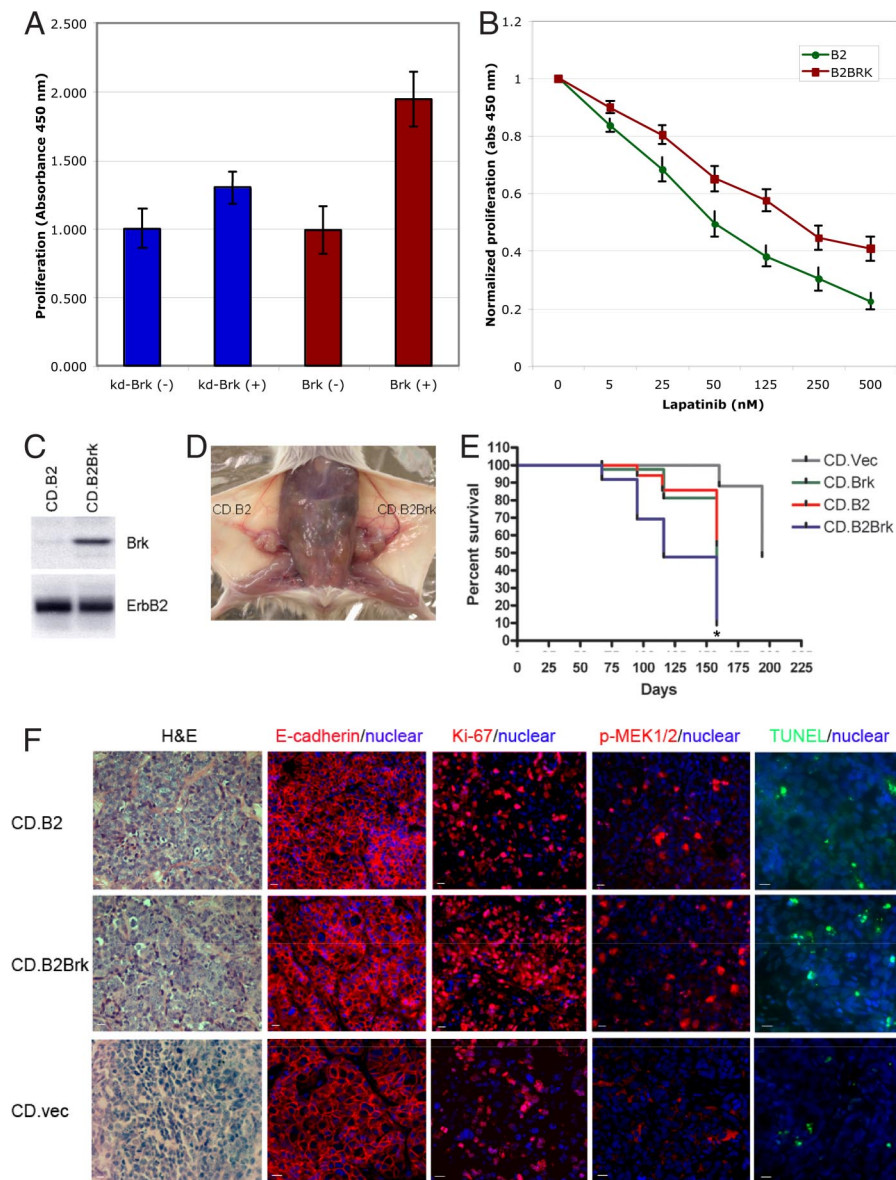 A
Proliferation (Absorbance 450 nm)
2.500
2.000
1.500
1.000
0.500
0.000
kd-Brk (-)
kd-Brk (+)
Brk (-)
Brk (+)
B
Normalized proliferation (abs 450 nm)
B2
B2BRK
1
0.8
0.6
0.4
0.2
0
0 5 25 50 125 250 500
Lapatinib (nM)
C
CD.B2
CD.B2Brk
Brk
ErbB2
D
CD.B2
CD.B2Brk
E
Percent survival
110
100
90
80
70
60
50
40
30
20
10
0
0 25 50 75 100 125 150 175 200 225
Days
*
CD.Vec
CD.Brk
CD.B2
CD.B2Brk
F
H&E
E-cadherin/nuclear
Ki-67/nuclear
p-MEK1/2/nuclear
TUNEL/nuclear
CD.B2
CD.B2Brk
CD.vec